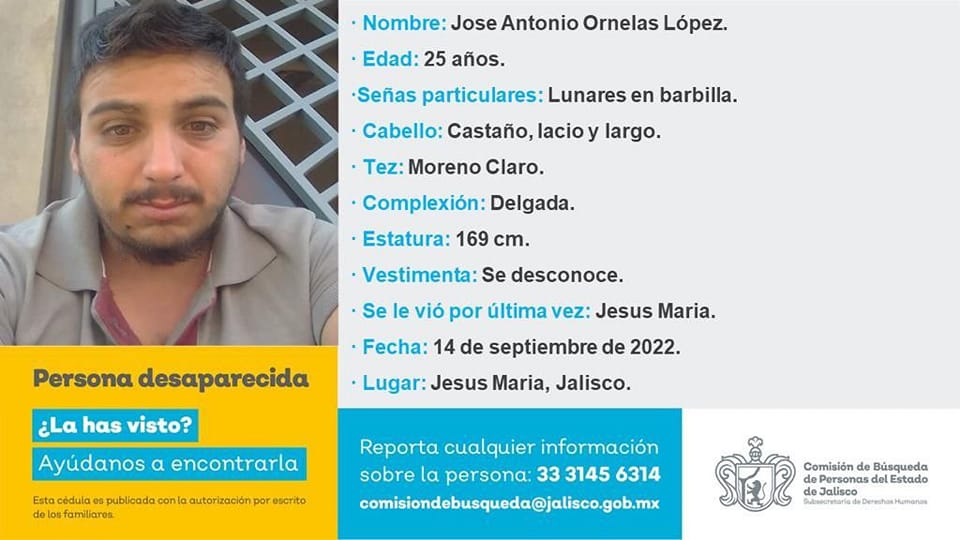 · Nombre: Jose Antonio Ornelas López.
· Edad: 25 años.
·Señas particulares: Lunares en barbilla.
· Cabello: Castaño, lacio y largo.
· Tez: Moreno Claro.
· Complexión: Delgada.
· Estatura: 169 cm.
· Vestimenta: Se desconoce.
· Se le vió por última vez: Jesus Maria.
· Fecha: 14 de septiembre de 2022.
· Lugar: Jesus Maria, Jalisco.
Persona desaparecida
¿La has visto?
Ayúdanos a encontrarla
Esta cédula es publicada con la autorización por escrito
de los familiares.
Reporta cualquier información
sobre la persona: 33 3145 6314
comisiondebusqueda@jalisco.gob.mx
Comisión de Búsqueda
de Personas del Estado
de Jalisco
Subsecretaría de Derechos Humanos